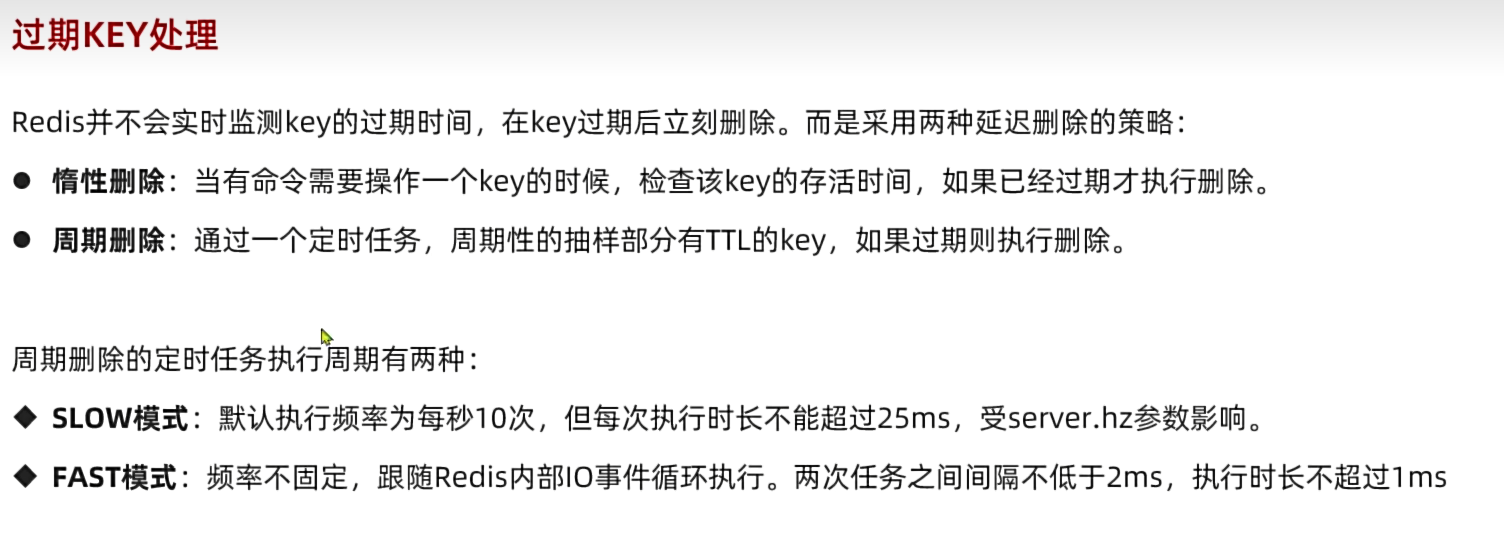 过期KEY处理
Redis并不会实时监测key的过期时间，在key过期后立刻删除。而是采用两种延迟删除的策略：
● 惰性删除：当有命令需要操作一个key的时候，检查该key的存活时间，如果已经过期才执行删除。
● 周期删除：通过一个定时任务，周期性的抽样部分有TTL的key，如果过期则执行删除。
周期删除的定时任务执行周期有两种：
◆ SLOW模式：默认执行频率为每秒10次，但每次执行时长不能超过25ms，受server.hz参数影响。
◆ FAST模式：频率不固定，跟随Redis内部IO事件循环执行。两次任务之间间隔不低于2ms，执行时长不超过1ms